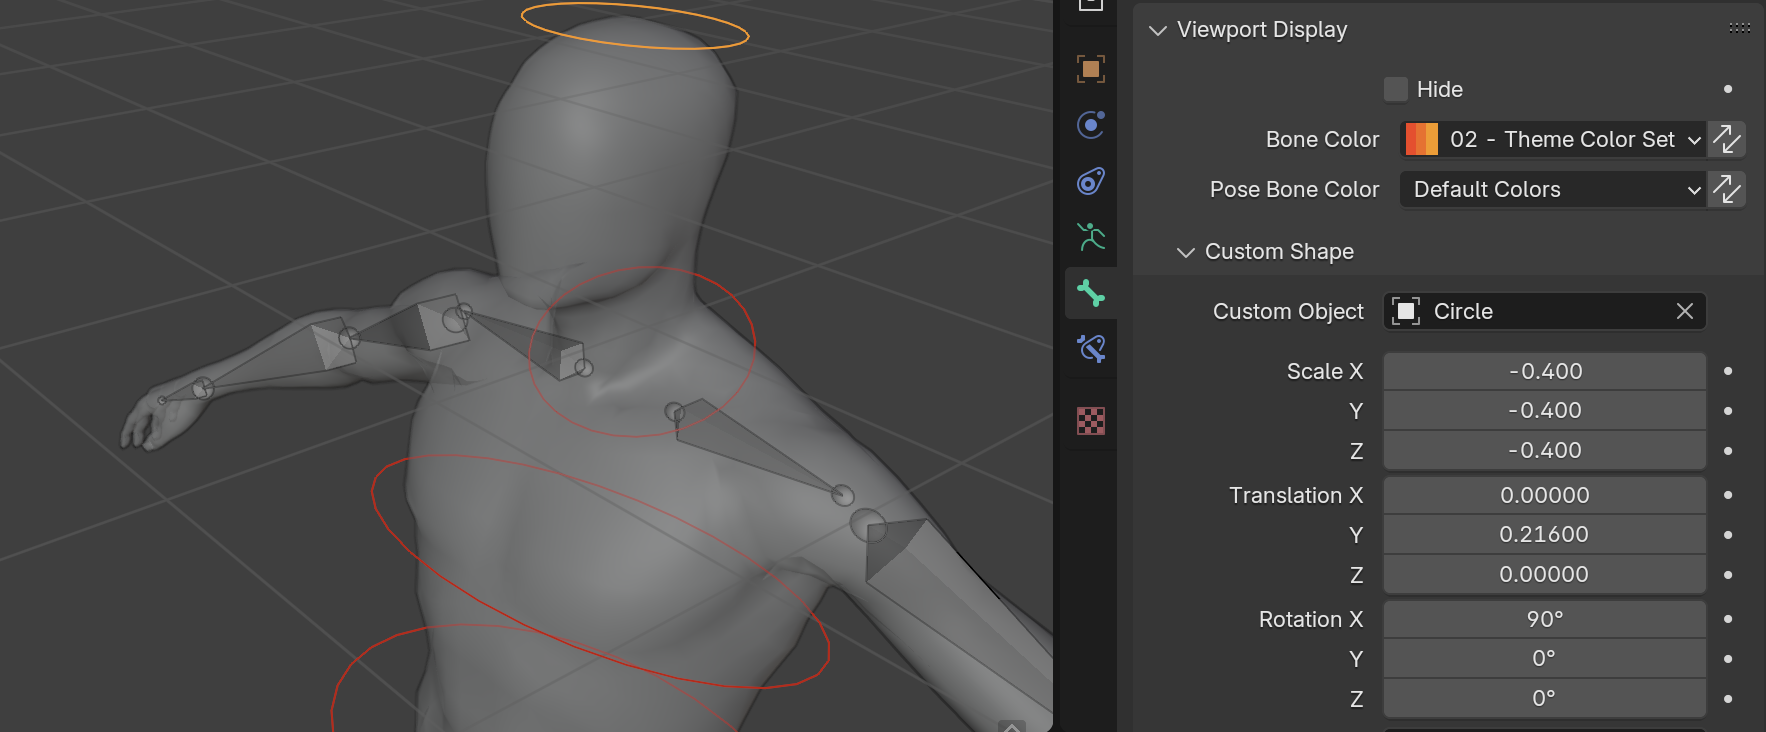 Viewport Display
Hide
Bone Color 02 - Theme Color Set
Pose Bone Color Default Colors
Custom Shape
Custom Object Circle
Scale X -0.400
Y -0.400
Z -0.400
Translation X 0.00000
Y 0.21600
Z 0.00000
Rotation X 90°
Y 0°
Z 0°